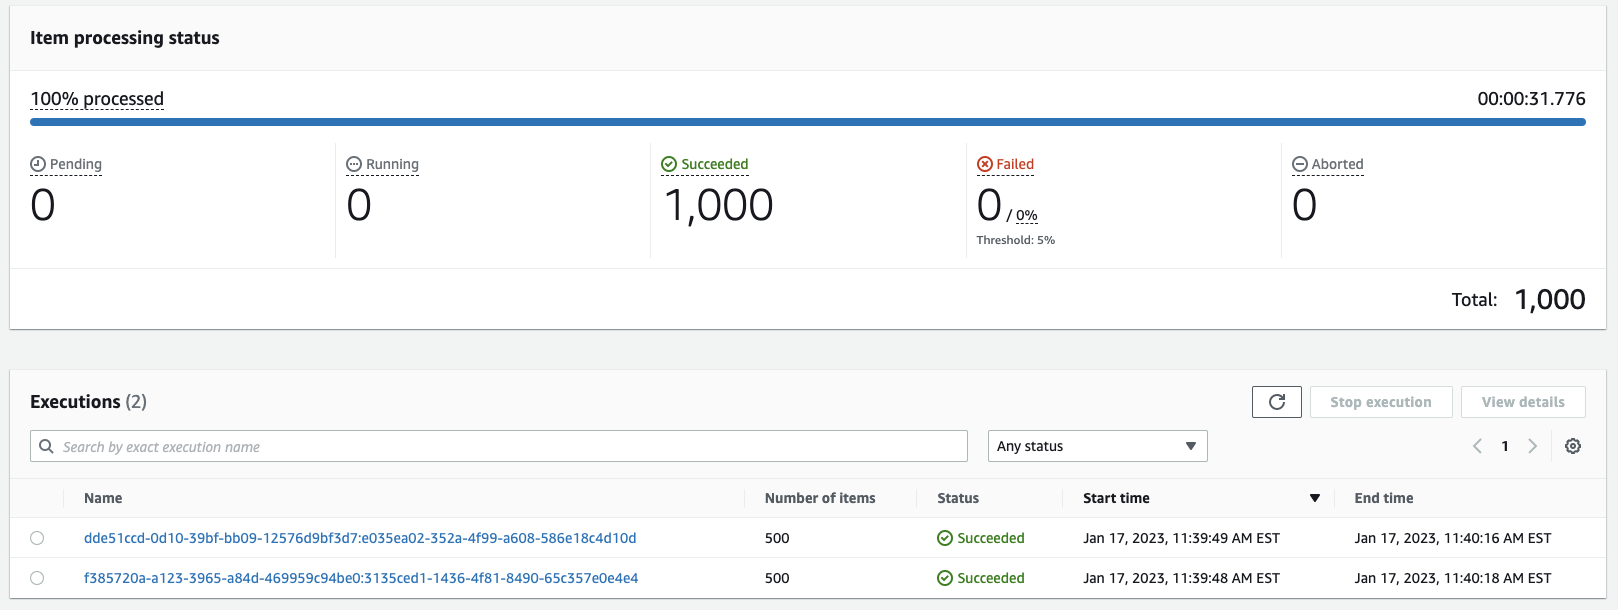 Item processing status
100% processed 00:00:31.776
Pending Running Succeeded Failed Aborted
0 0 1,000 0 / 0% 0
Threshold: 5%
Total: 1,000
Executions (2) Stop execution View details
Search by exact execution name Any status 1
Name Number of items Status Start time End time
dde51ccd-0d10-39bf-bb09-12576d9bf3d7:e035ea02-352a-4f99-a608-586e18c4d10d 500 Succeeded Jan 17, 2023, 11:39:49 AM EST Jan 17, 2023, 11:40:16 AM EST
f385720a-a123-3965-a84d-469959c94be0:3135ced1-1436-4f81-8490-65c357e0e4e4 500 Succeeded Jan 17, 2023, 11:39:48 AM EST Jan 17, 2023, 11:40:18 AM EST